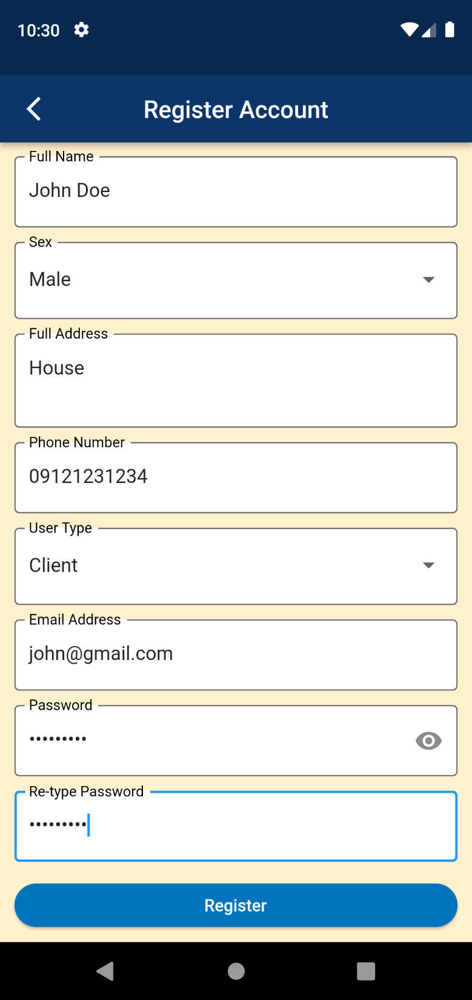 10:30
Register Account
Full Name
John Doe
Sex
Male
Full Address
House
Phone Number
09121231234
User Type
Client
Email Address
john@gmail.com
Password
•••••••••
Re-type Password
•••••••••
Register